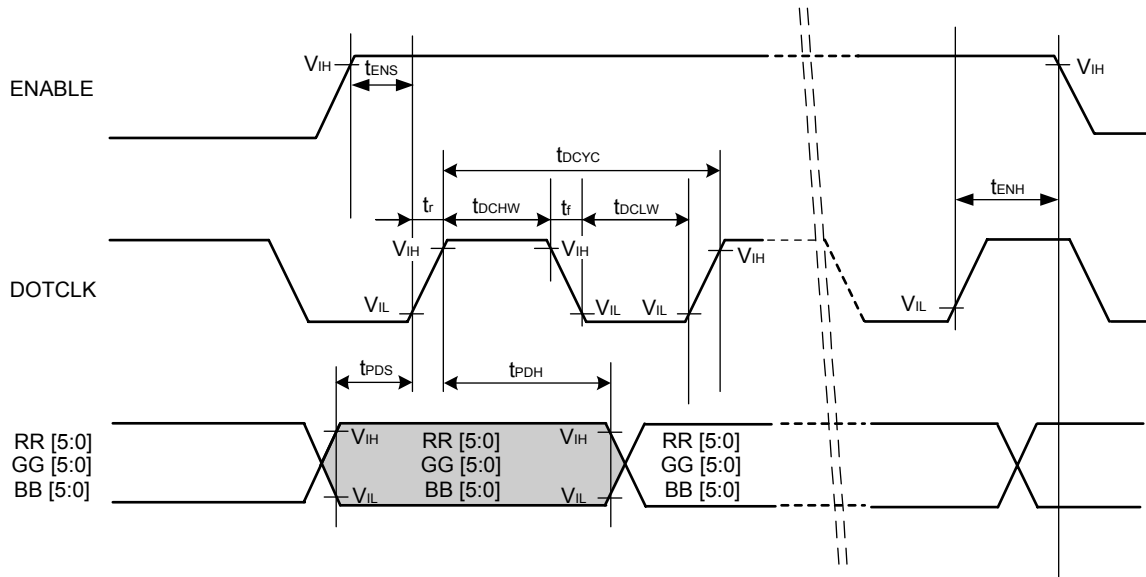 VIH
tENS
VIH
ENABLE
tDCYC
tENH
tr
tDCHW
tf
tDCLW
VIH
VIH
VIH
DOTCLK
VIL
VIL
VIL
VIL
tPDS
tPDH
RR [5:0]
GG [5:0]
BB [5:0]
VIH
VIL
RR [5:0]
GG [5:0]
BB [5:0]
VIH
VIL
RR [5:0]
GG [5:0]
BB [5:0]